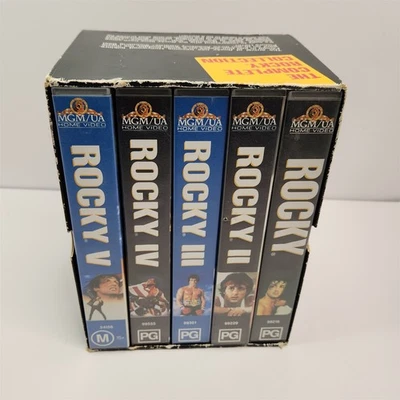 THE
COMPLETE
ROCKY
COLLECTION
MGM/UA
HOME VIDEO
ROCKY V
M
MGM/UA
HOME VIDEO
ROCKY IV
PG
MGM/UA
HOME VIDEO
ROCKY III
PG
MGM/UA
HOME VIDEO
ROCKY II
PG
MGM/UA
HOME VIDEO
ROCKY
PG